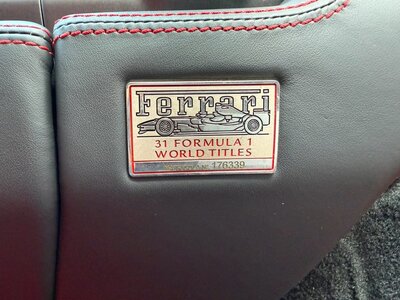 Ferrari
31 FORMULA 1
WORLD TITLES
176339